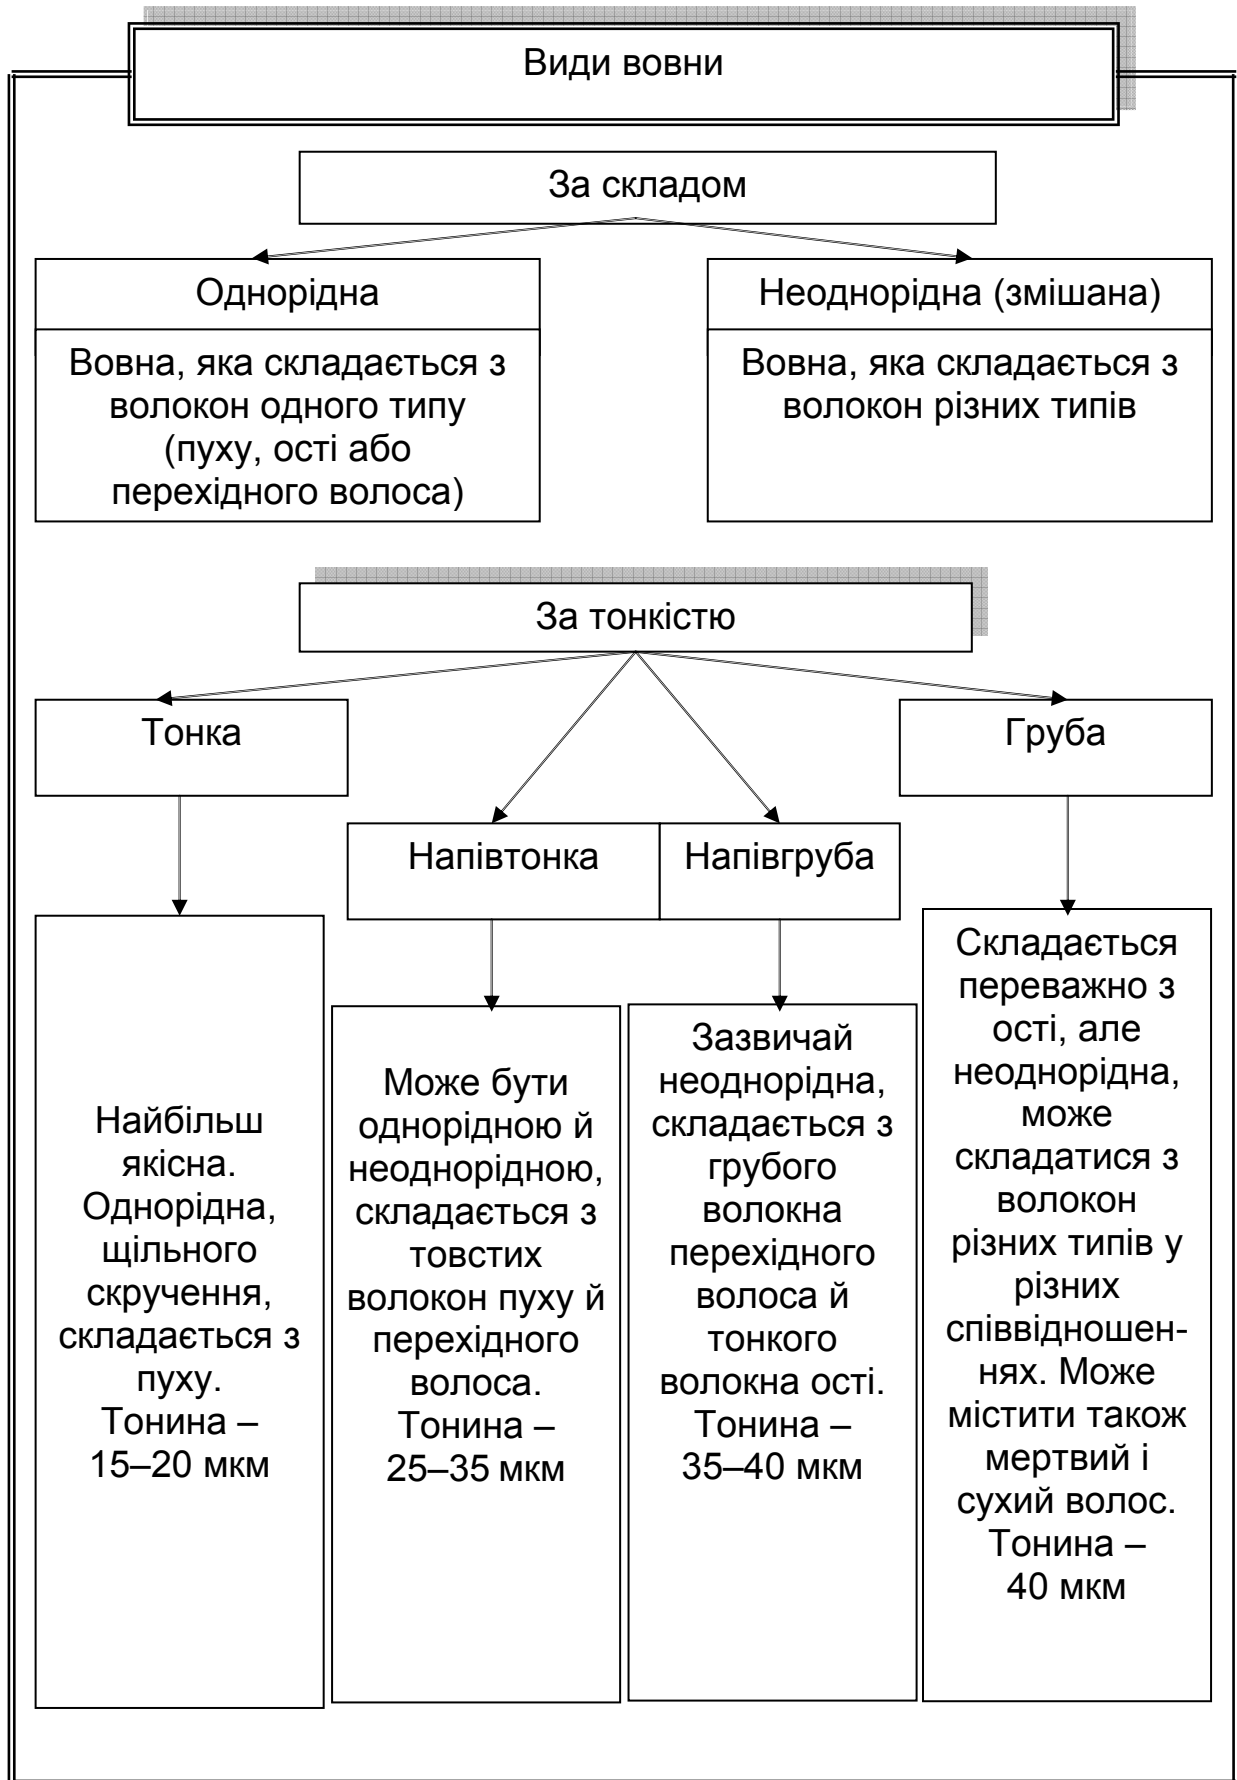 Види вовни
За складом
Однорідна
Вовна, яка складається з
волокон одного типу
(пуху, ості або
перехідного волоса)
Неоднорідна (змішана)
Вовна, яка складається з
волокон різних типів
За тонкістю
Тонка
Груба
Напівтонка
Напівгруба
Найбільш
якісна.
Однорідна,
щільного
скручення,
складається з
пуху.
Тонина –
15–20 мкм
Може бути
однорідною й
неоднорідною,
складається з
товстих
волокон пуху й
перехідного
волоса.
Тонина –
25–35 мкм
Зазвичай
неоднорідна,
складається з
грубого
волокна
перехідного
волоса й
тонкого
волокна ості.
Тонина –
35–40 мкм
Складається
переважно з
ості, але
неоднорідна,
може
складатися з
волокон
різних типів у
різних
співвідношен-
нях. Може
містити також
мертвий і
сухий волос.
Тонина –
40 мкм